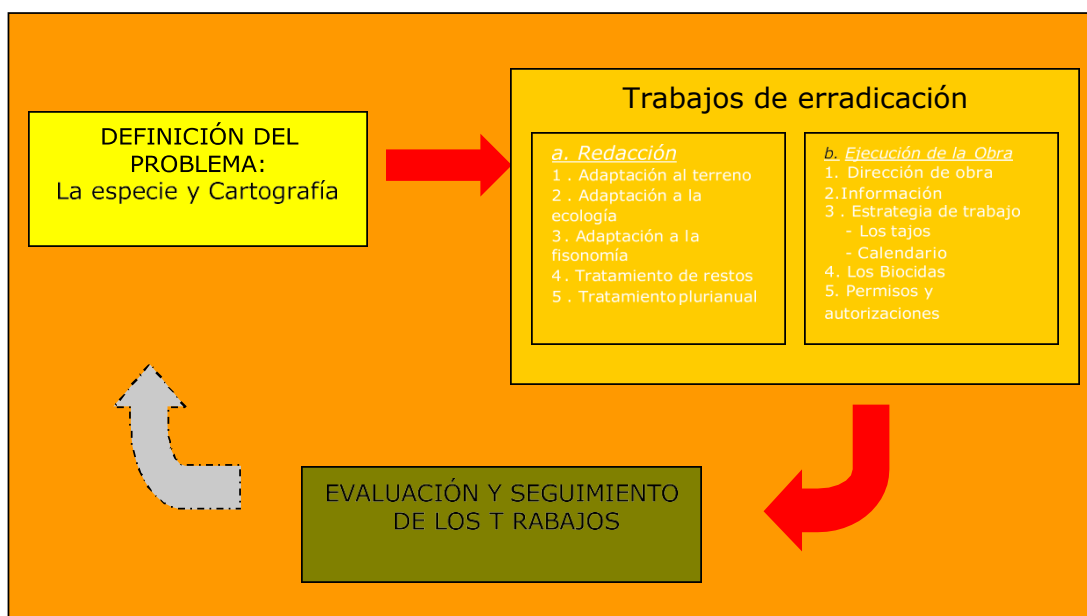 DEFINICIÓN DEL
PROBLEMA:
La especie y Cartografía
Trabajos de erradicación
a. Redacción
1 . Adaptación al terreno
2 . Adaptación a la
ecología
3 . Adaptación a la
fisonomía
4 . Tratamiento de restos
5 . Tratamiento plurianual
b. Ejecución de la Obra
1. Dirección de obra
2.Información
3 . Estrategia de trabajo
- Los tajos
- Calendario
4. Los Biocidas
5. Permisos y
autorizaciones
EVALUACIÓN Y SEGUIMIENTO
DE LOS T RABAJOS